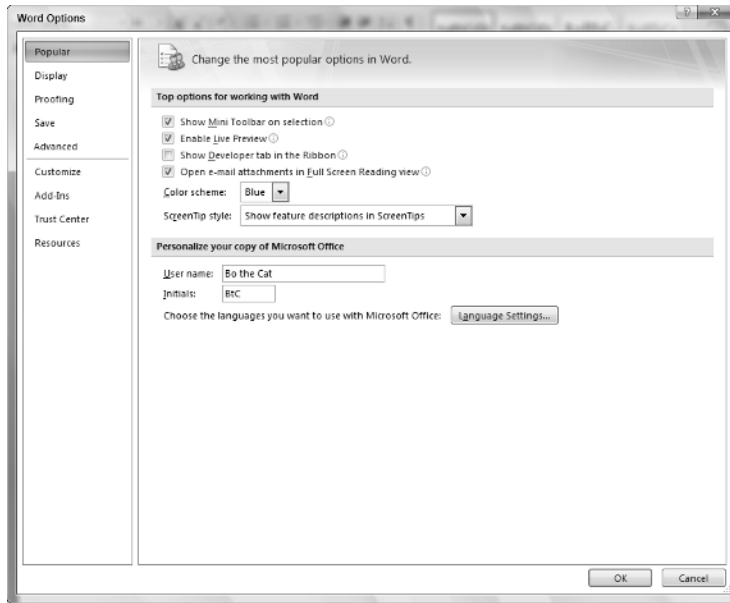 Word Options
Popular
Display
Proofing
Save
Advanced
Customize
Add-Ins
Trust Center
Resources
Change the most popular options in Word.
Top options for working with Word
Show Mini Toolbar on selection
Enable Live Preview
Show Developer tab in the Ribbon
Open e-mail attachments in Full Screen Reading view
Color scheme: Blue
ScreenTip style: Show feature descriptions in ScreenTips
Personalize your copy of Microsoft Office
User name: Bo the Cat
Initials: BtC
Choose the languages you want to use with Microsoft Office: Language Settings...
OK Cancel